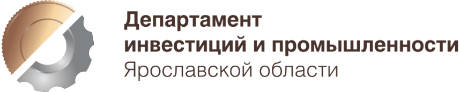 Департамент
инвестиций и промышленности
Ярославской области